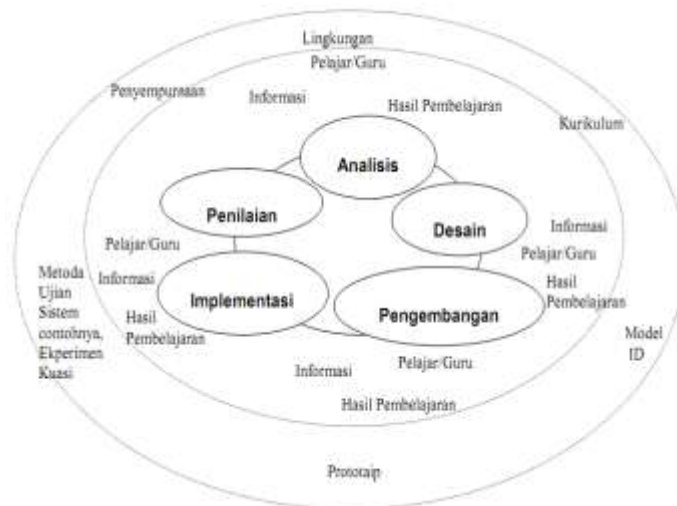 Lingkungan
Pelajar/Guru
Penyempurnaan
Informasi
Hasil Pembelajaran
Kurikulum
Analisis
Penilaian
Desain
Informasi
Pelajar/Guru
Pelajar/Guru
Metoda
Ujian
Sistem
contohnya,
Ekperimen
Kuasi
Informasi
Hasil
Pembelajaran
Implementasi
Pengembangan
Hasil
Pembelajaran
Model
ID
Pelajar/Guru
Informasi
Hasil Pembelajaran
Prototaip